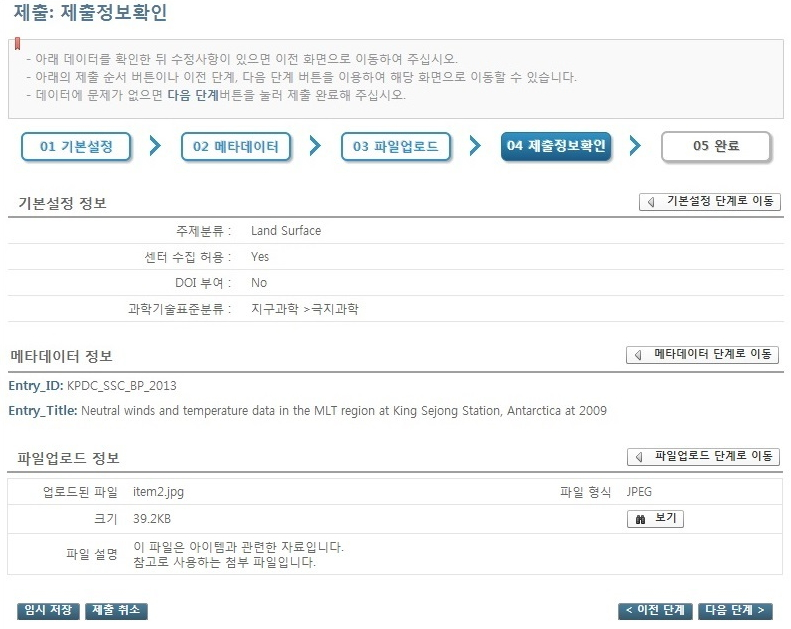 제출: 제출정보확인
- 아래 데이터를 확인한 뒤 수정사항이 있으면 이전 화면으로 이동하여 주십시오.
- 아래의 제출 순서 버튼이나 이전 단계, 다음 단계 버튼을 이용하여 해당 화면으로 이동할 수 있습니다.
- 데이터에 문제가 없으면 다음 단계버튼을 눌러 제출 완료해 주십시오.
01 기본설정 02 메타데이터 03 파일업로드 04 제출정보확인 05 완료
기본설정 정보 기본설정 단계로 이동
주제분류 : Land Surface
센터 수집 허용 : Yes
DOI 부여 : No
과학기술표준분류 : 지구과학 >극지과학
메타데이터 정보 메타데이터 단계로 이동
Entry_ID: KPDC_SSC_BP_2013
Entry_Title: Neutral winds and temperature data in the MLT region at King Sejong Station, Antarctica at 2009
파일업로드 정보 파일업로드 단계로 이동
업로드된 파일 item2.jpg 파일 형식 JPEG
크기 39.2KB 보기
파일 설명 이 파일은 아이템과 관련한 자료입니다.
참고로 사용하는 첨부 파일입니다.
임시 저장 제출 취소 < 이전 단계 다음 단계 >